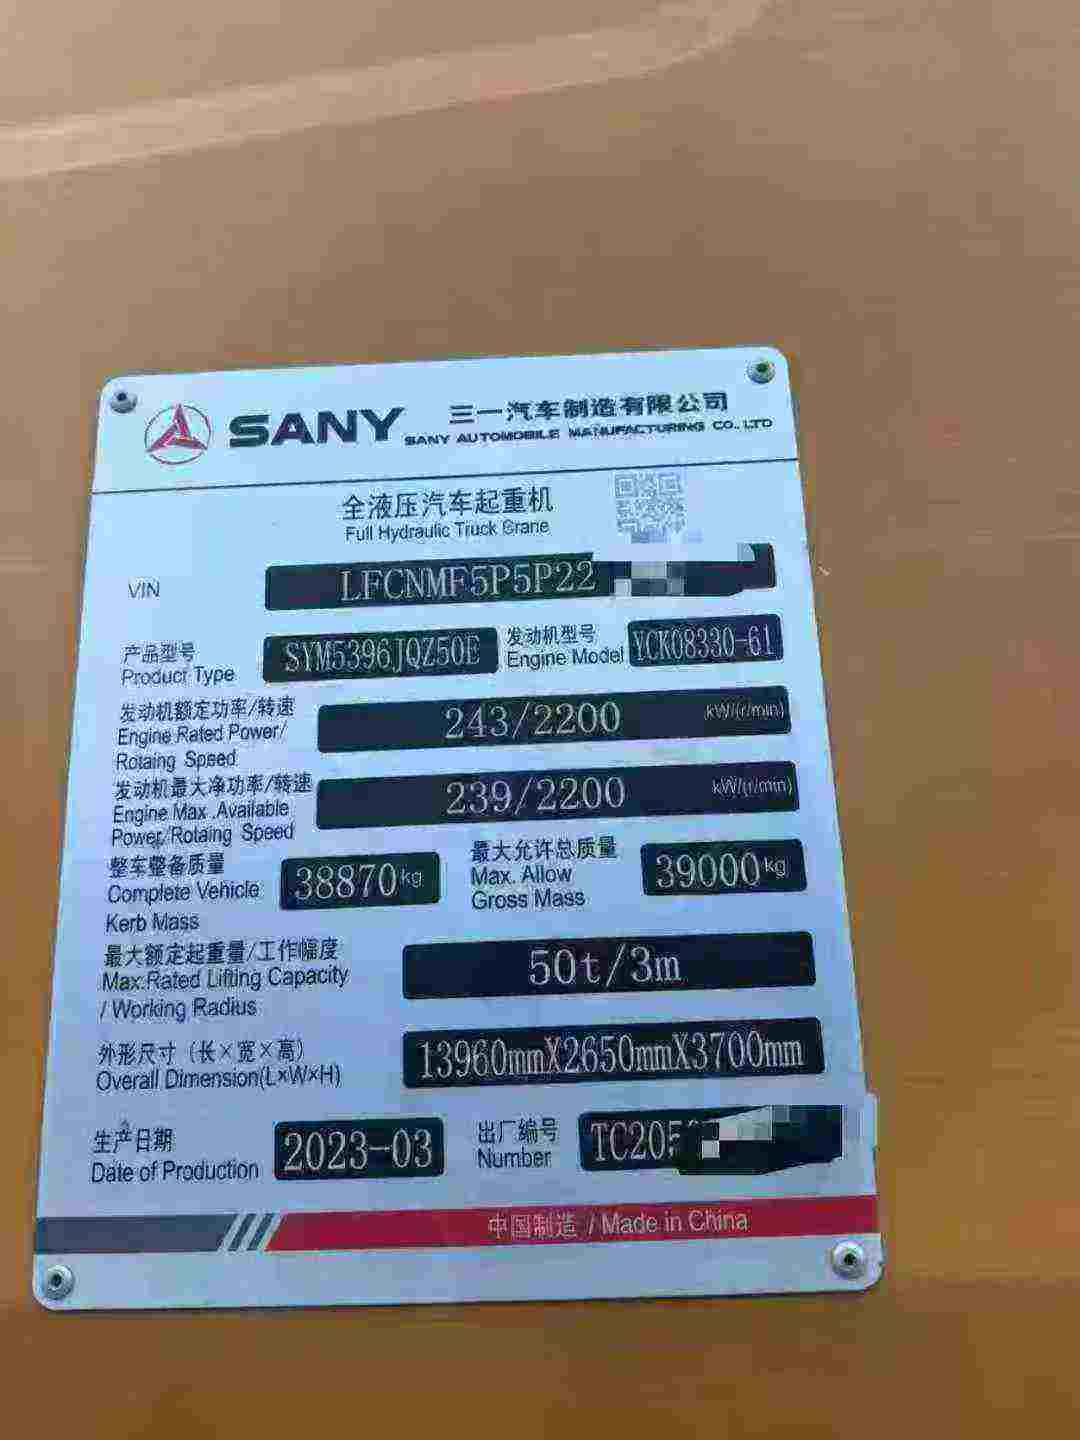 SANY 三一汽车制造有限公司
SANY AUTOMOBILE MANUFACTURING CO., LTD
全液压汽车起重机
Full Hydraulic Truck Crane
VIN LFCNMF5P5P22
产品型号 SYM5396JQZ50E 发动机型号 YCK08330-61
Product Type Engine Model
发动机额定功率/转速 243/2200 kW/(r/min)
Engine Rated Power/
Rotaing Speed
发动机最大净功率/转速 239/2200 kW/(r/min)
Engine Max .Available
Power/Rotaing Speed
整车整备质量 38870kg 最大允许总质量 39000kg
Complete Vehicle Max. Allow
Kerb Mass Gross Mass
最大额定起重量/工作幅度 50t/3m
Max.Rated Lifting Capacity
/ Working Radius
外形尺寸 (长×宽×高) 13960mmX2650mmX3700mm
Overall Dimension(L×W×H)
生产日期 2023-03 出厂编号 TC205
Date of Production Number
中国制造 / Made in China